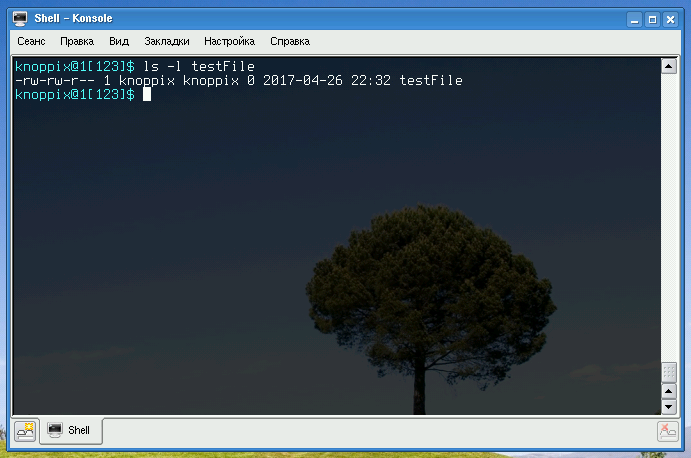 Shell – Konsole
Сеанс Правка Вид Закладки Настройка Справка
knoppix@1[123]$ ls -l testFile
-rw-rw-r-- 1 knoppix knoppix 0 2017-04-26 22:32 testFile
knoppix@1[123]$
Shell